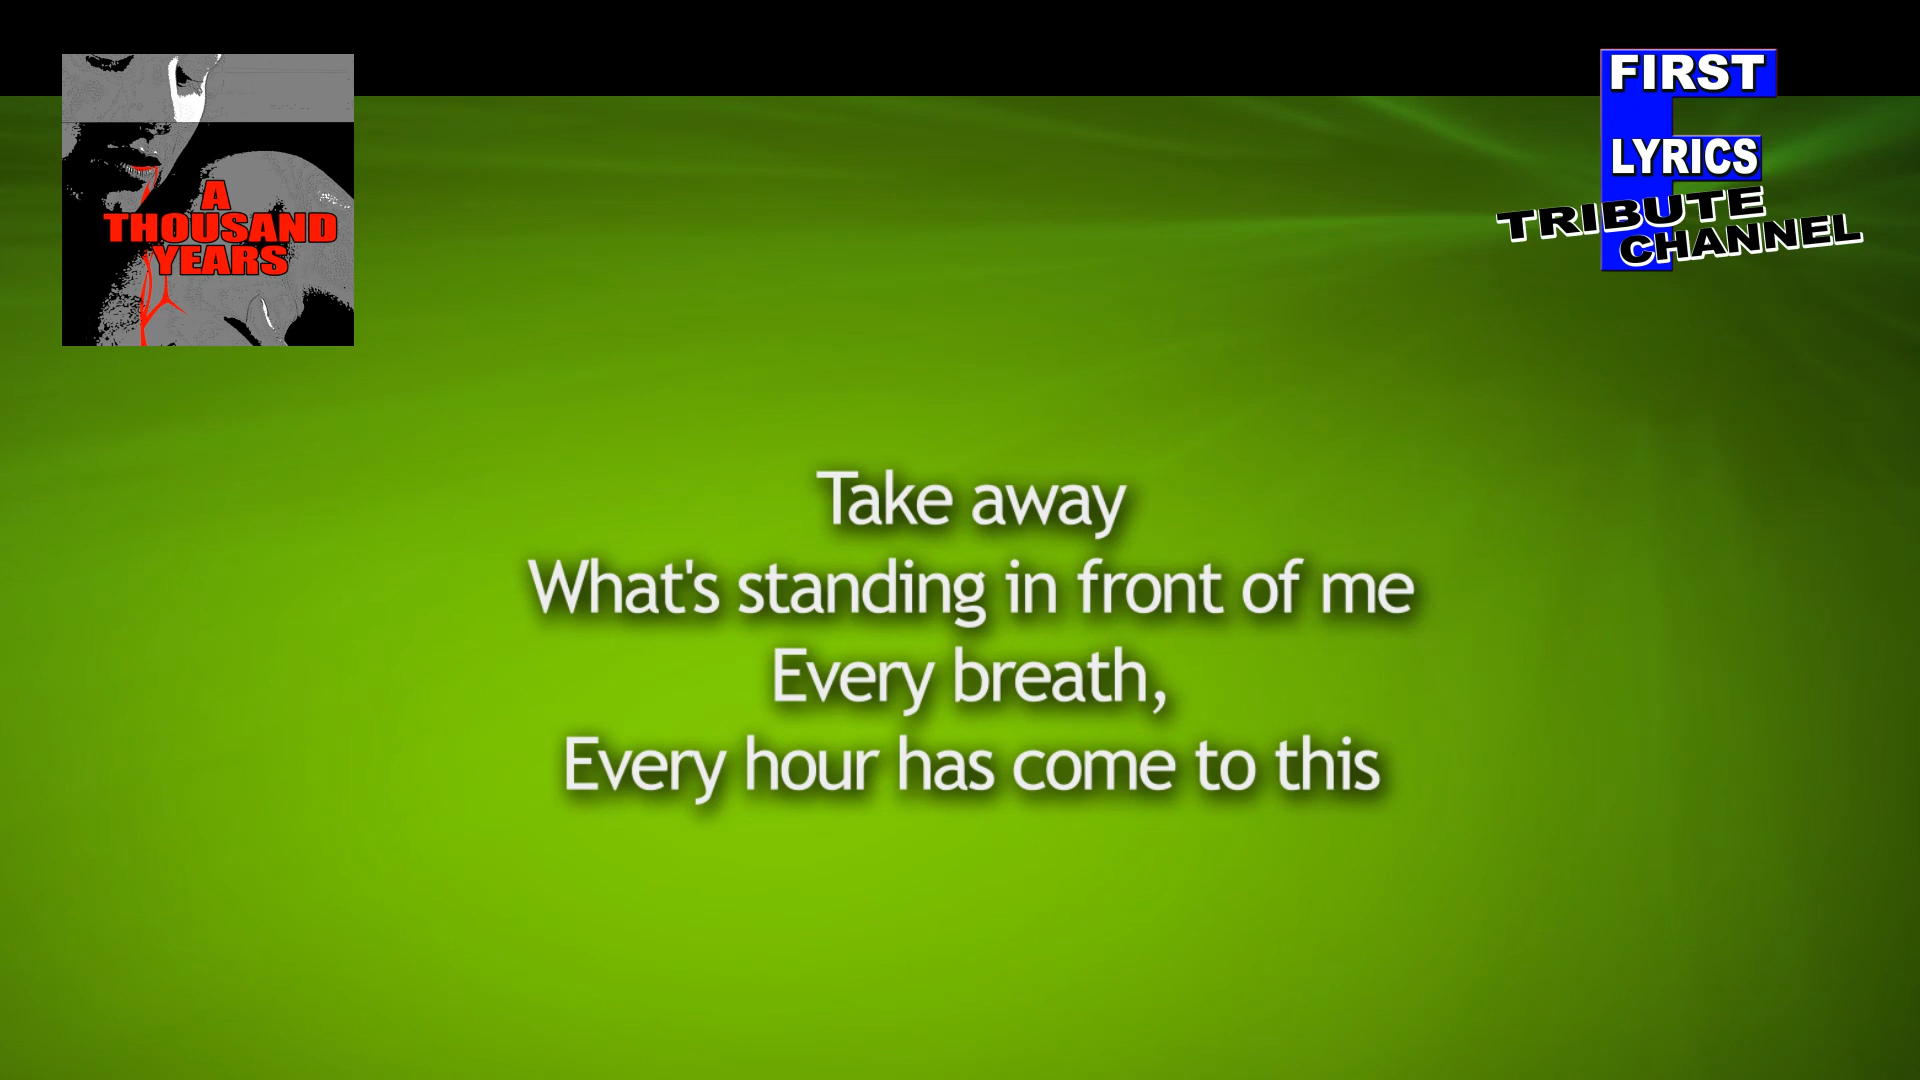 A
THOUSAND
YEARS
FIRST
LYRICS
TRIBUTE
CHANNEL
Take away
What's standing in front of me
Every breath,
Every hour has come to this